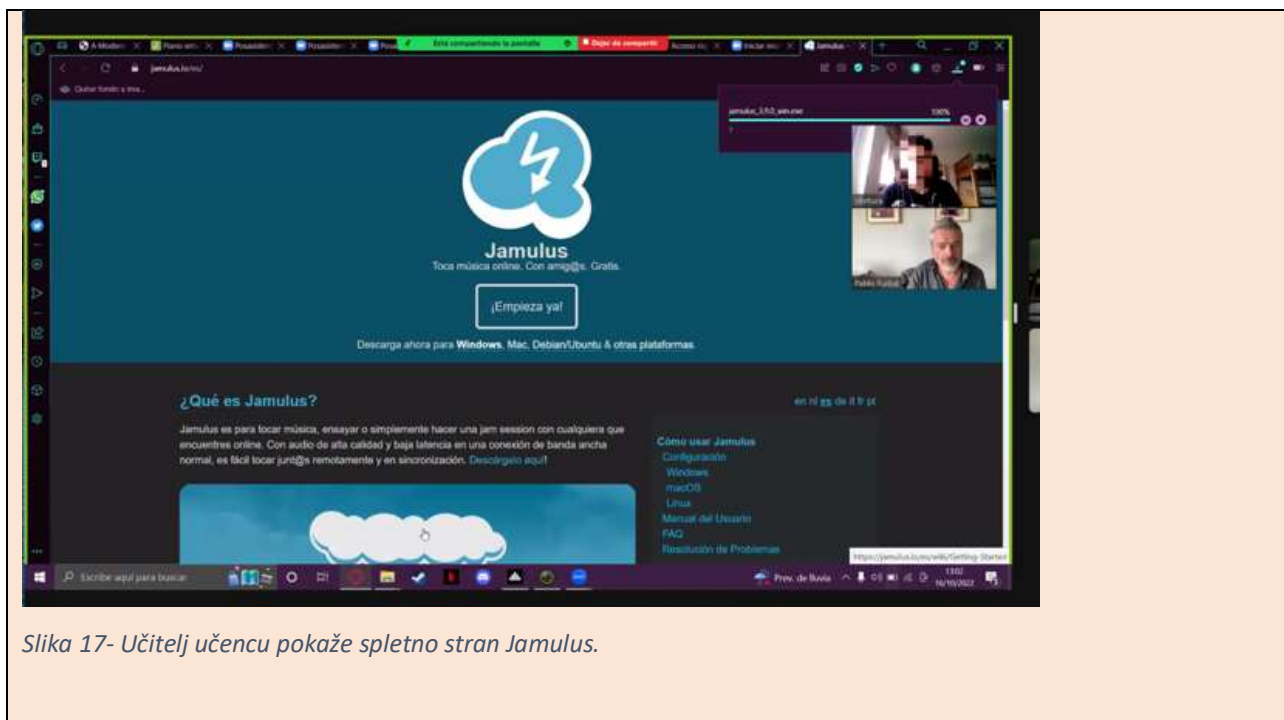 Está compartiendo la pantalla
Dejar de compartir
jamulus.io/es/
Quitar fondo a ima...
jamulus_3.9.0_win.exe
100%
Jamulus
Toca música online. Con amig@s. Gratis.
¡Empieza ya!
Descarga ahora para Windows, Mac, Debian/Ubuntu & otras plataformas.
¿Qué es Jamulus?
en nl es de it fr pt
Jamulus es para tocar música, ensayar o simplemente hacer una jam session con cualquiera que
encuentres online. Con audio de alta calidad y baja latencia en una conexión de banda ancha
normal, es fácil tocar junt@s remotamente y en sincronización. Descárgalo aquí!
Cómo usar Jamulus
Configuración
Windows
macOS
Linux
Manual del Usuario
FAQ
Resolución de Problemas
https://jamulus.io/es/wiki/Getting-Started
Escribe aquí para buscar
Prev. de lluvia
13:02
16/10/2022
Slika 17- Učitelj učencu pokaže spletno stran Jamulus.